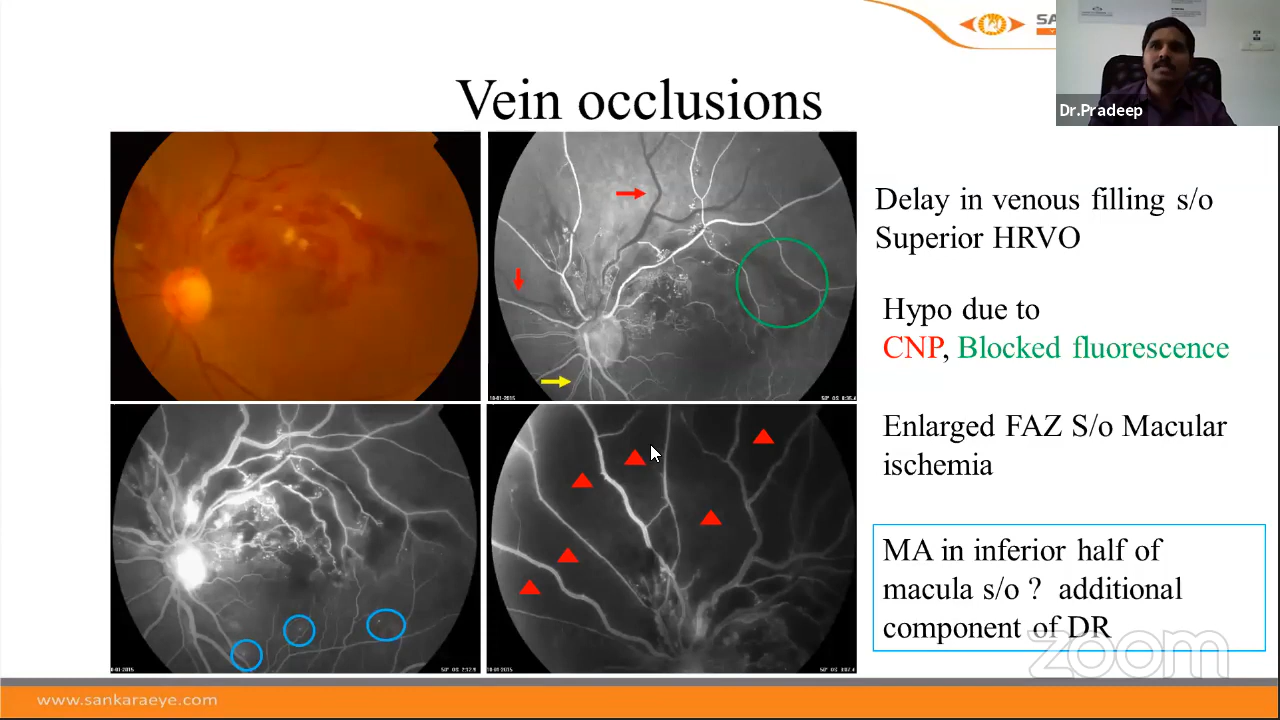 SA
Dr.Pradeep
Vein occlusions
Delay in venous filling s/o
Superior HRVO
Hypo due to
CNP, Blocked fluorescence
Enlarged FAZ S/o Macular
ischemia
MA in inferior half of
macula s/o ? additional
component of DR
zoom
www.sankaraeye.com